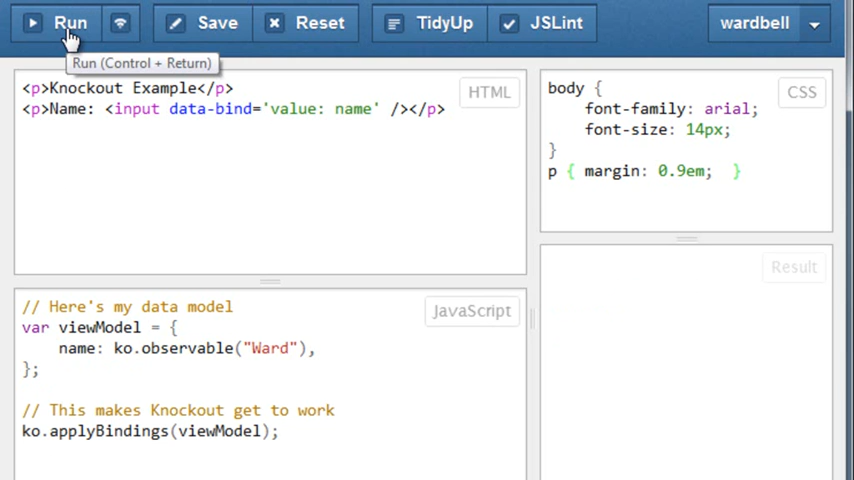 Run Save Reset TidyUp JSLint wardbell
Run (Control + Return)
<p>Knockout Example</p>
<p>Name: <input data-bind='value: name' /></p>
HTML
body {
    font-family: arial;
    font-size: 14px;
}
p { margin: 0.9em;  }
CSS
// Here's my data model
var viewModel = {
    name: ko.observable("Ward"),
};

// This makes Knockout get to work
ko.applyBindings(viewModel);
JavaScript
Result